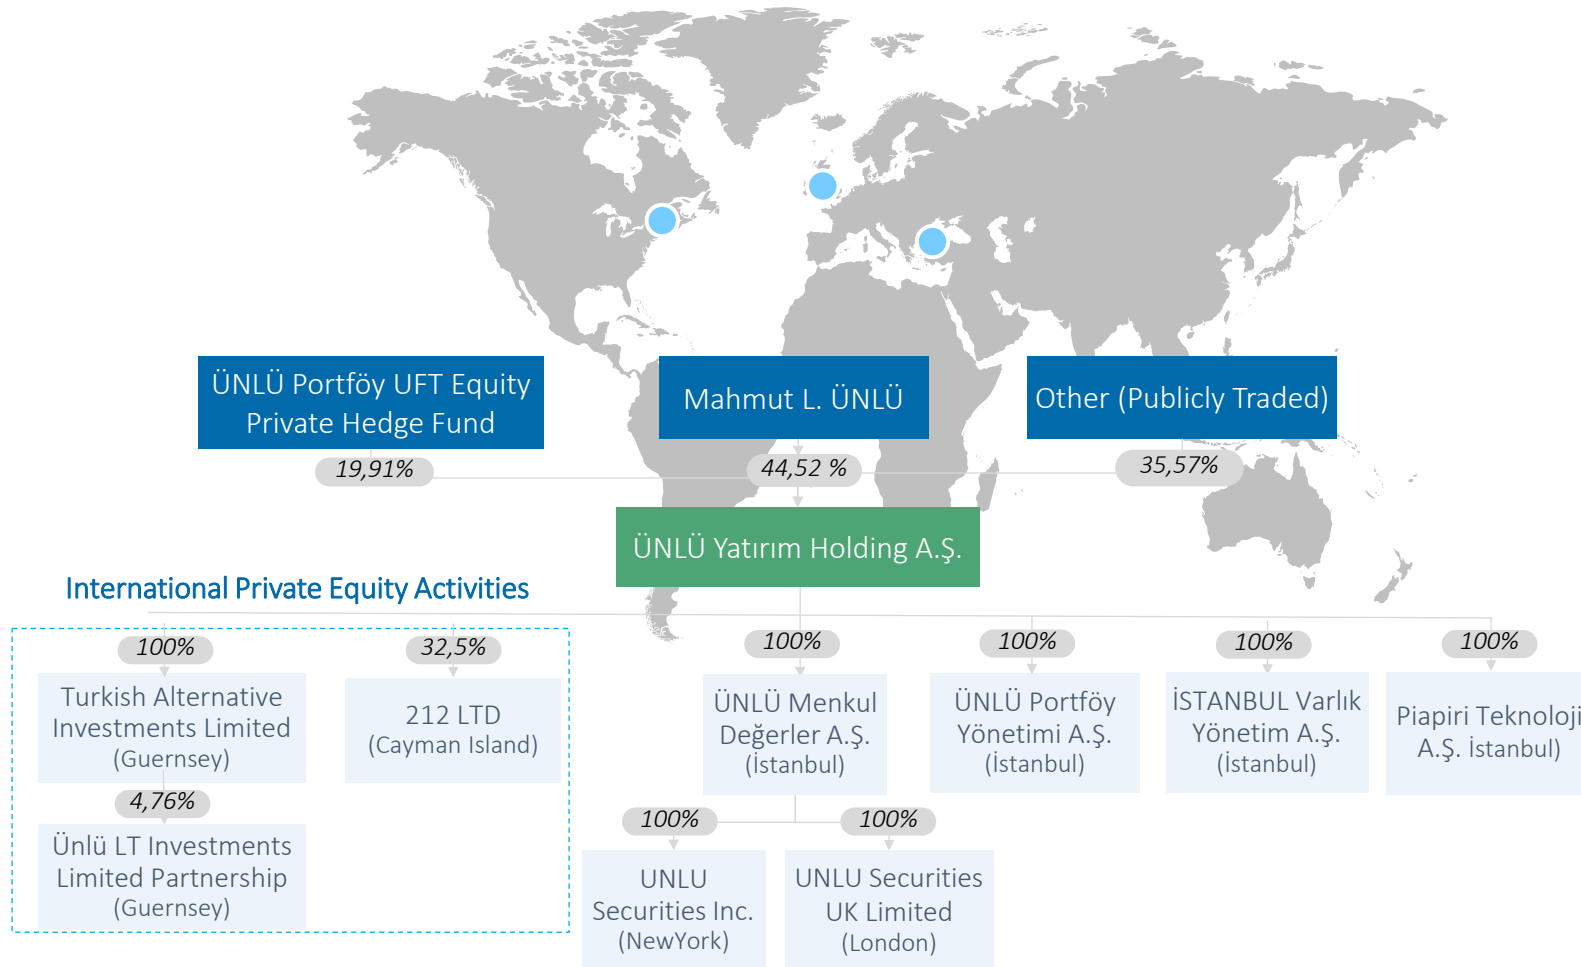 ÜNLÜ Portföy UFT Equity
Private Hedge Fund
Mahmut L. ÜNLÜ
Other (Publicly Traded)
19,91%
44,52 %
35,57%
ÜNLÜ Yatırım Holding A.Ş.
International Private Equity Activities
100%
32,5%
100%
100%
100%
100%
Turkish Alternative
Investments Limited
(Guernsey)
212 LTD
(Cayman Island)
ÜNLÜ Menkul
Değerler A.Ş.
(İstanbul)
ÜNLÜ Portföy
Yönetimi A.Ş.
(İstanbul)
İSTANBUL Varlık
Yönetim A.Ş.
(İstanbul)
Piapiri Teknoloji
A.Ş. İstanbul)
4,76%
100%
100%
Ünlü LT Investments
Limited Partnership
(Guernsey)
UNLU
Securities Inc.
(NewYork)
UNLU Securities
UK Limited
(London)